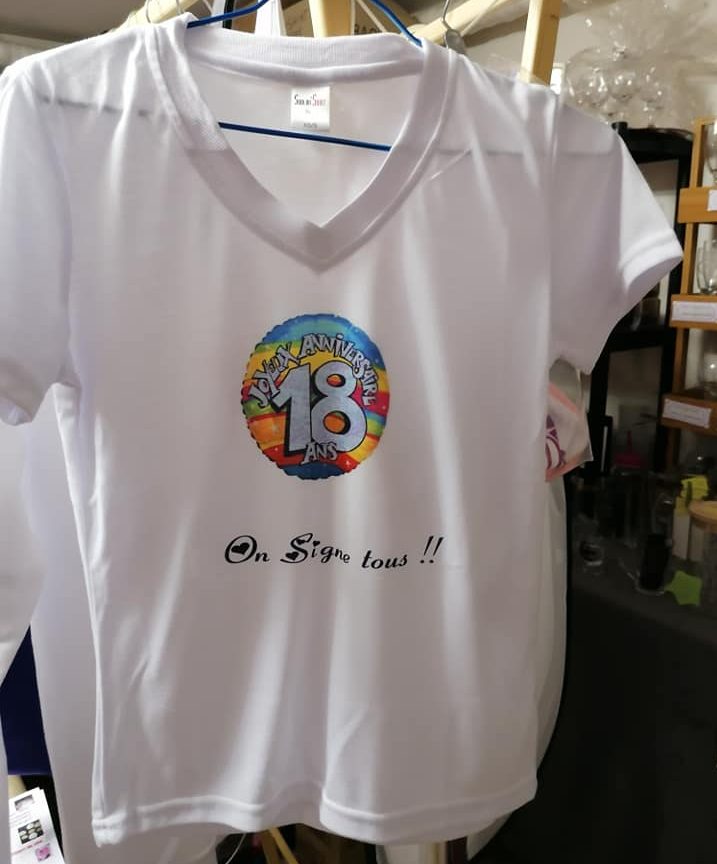 JOYEUX ANNIVERSAIRE
18
ANS
On Signe tous !!